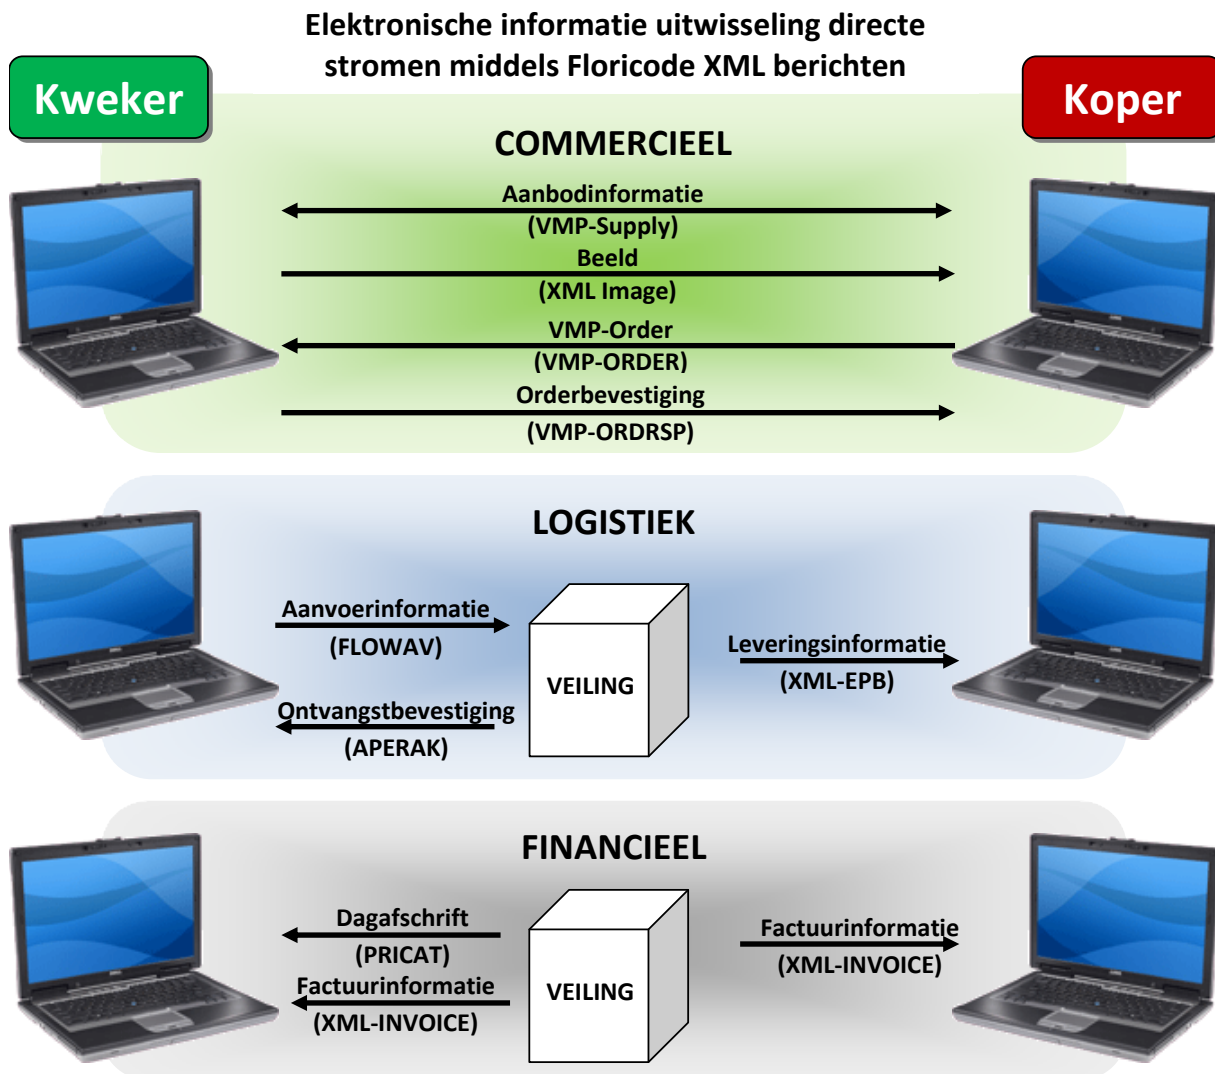 Elektronische informatie uitwisseling directe
stromen middels Floricode XML berichten
Kweker
Koper
COMMERCIEEL
Aanbodinformatie
(VMP-Supply)
Beeld
(XML Image)
VMP-Order
(VMP-ORDER)
Orderbevestiging
(VMP-ORDRSP)
LOGISTIEK
Aanvoerinformatie
(FLOWAV)
Ontvangstbevestiging
(APERAK)
VEILING
Leveringsinformatie
(XML-EPB)
FINANCIEEL
Dagafschrift
(PRICAT)
Factuurinformatie
(XML-INVOICE)
VEILING
Factuurinformatie
(XML-INVOICE)